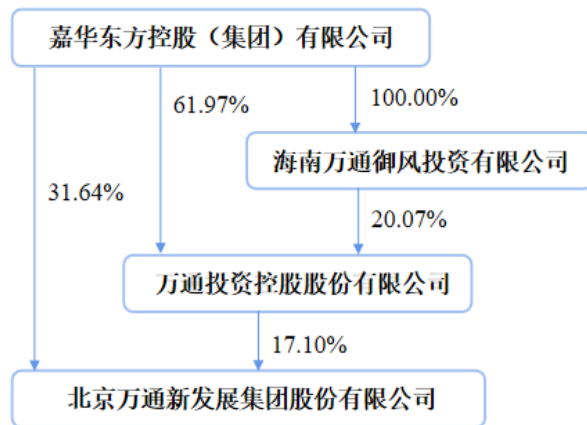 嘉华东方控股（集团）有限公司
61.97%
100.00%
海南万通御风投资有限公司
31.64%
20.07%
万通投资控股股份有限公司
17.10%
北京万通新发展集团股份有限公司